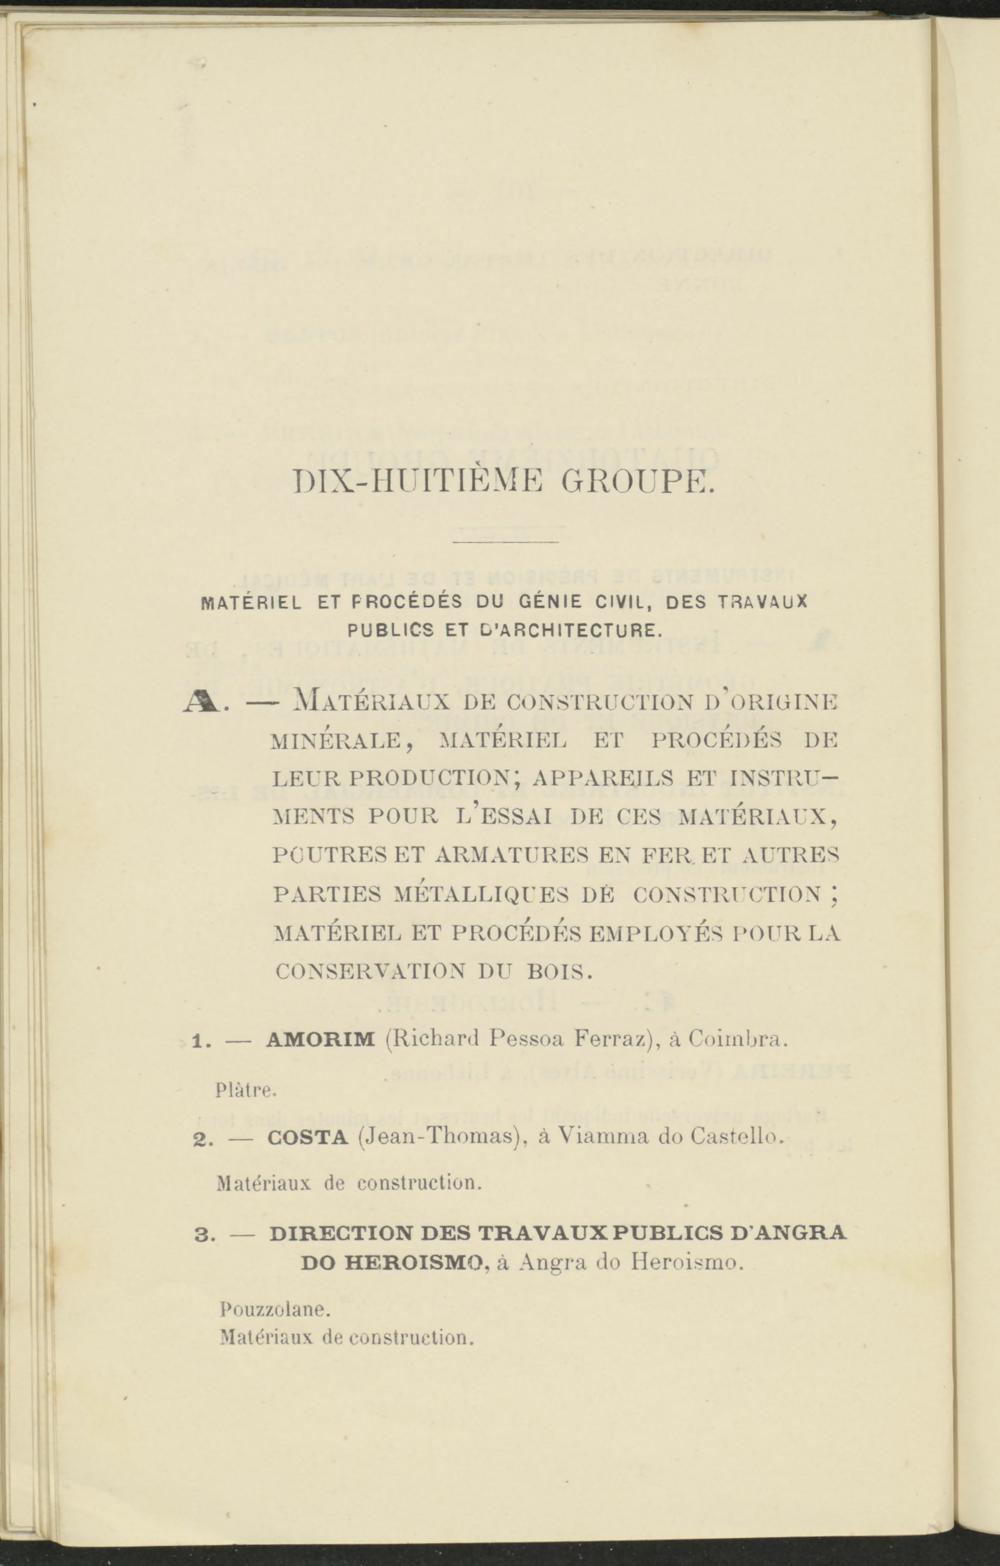 DIX-HUITIÈME GROUPE.
MATÉRIEL ET PROCÉDÉS DU GÉNIE CIVIL, DES TRAVAUX
PUBLICS ET D'ARCHITECTURE.
A. — MATÉRIAUX DE CONSTRUCTION D'ORIGINE
MINÉRALE, MATÉRIEL ET PROCÉDÉS DE
LEUR PRODUCTION; APPAREILS ET INSTRU-
MENTS POUR L'ESSAI DE CES MATÉRIAUX,
POUTRES ET ARMATURES EN FER ET AUTRES
PARTIES MÉTALLIQUES DE CONSTRUCTION ;
MATÉRIEL ET PROCÉDÉS EMPLOYÉS POUR LA
CONSERVATION DU BOIS.
1. — AMORIM (Richard Pessoa Ferraz), à Coimbra.
Plâtre.
2. — COSTA (Jean-Thomas), à Viamma do Castello.
Matériaux de construction.
3. — DIRECTION DES TRAVAUX PUBLICS D'ANGRA
DO HEROISMO, à Angra do Heroismo.
Pouzzolane.
Matériaux de construction.